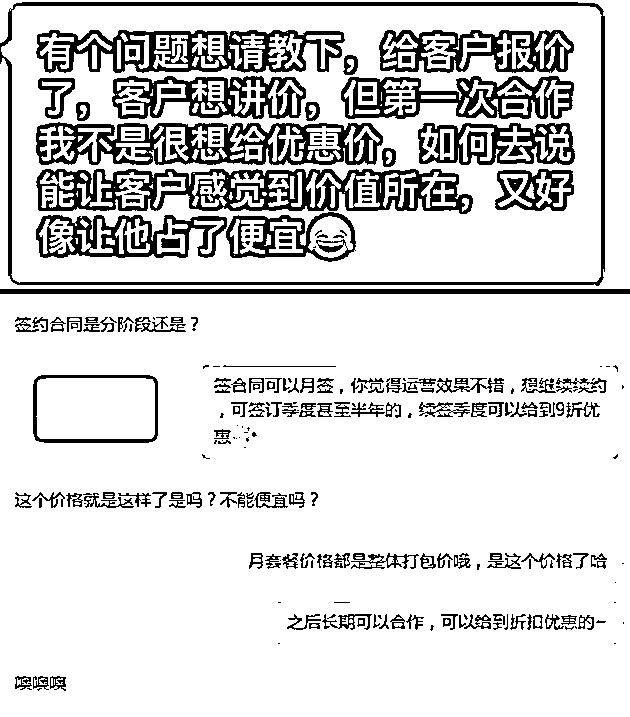 有个问题想请教下，给客户报价
了，客户想讲价，但第一次合作
我不是很想给优惠价，如何去说
能让客户感觉到价值所在，又好
像让他占了便宜😂
签约合同是分阶段还是？
签合同可以月签，你觉得运营效果不错，想继续续约
，可签订季度甚至半年的，续签季度可以给到9折优
惠
这个价格就是这样了是吗？不能便宜吗？
月套餐价格都是整体打包价哦，是这个价格了哈
之后长期可以合作，可以给到折扣优惠的~
噢噢噢